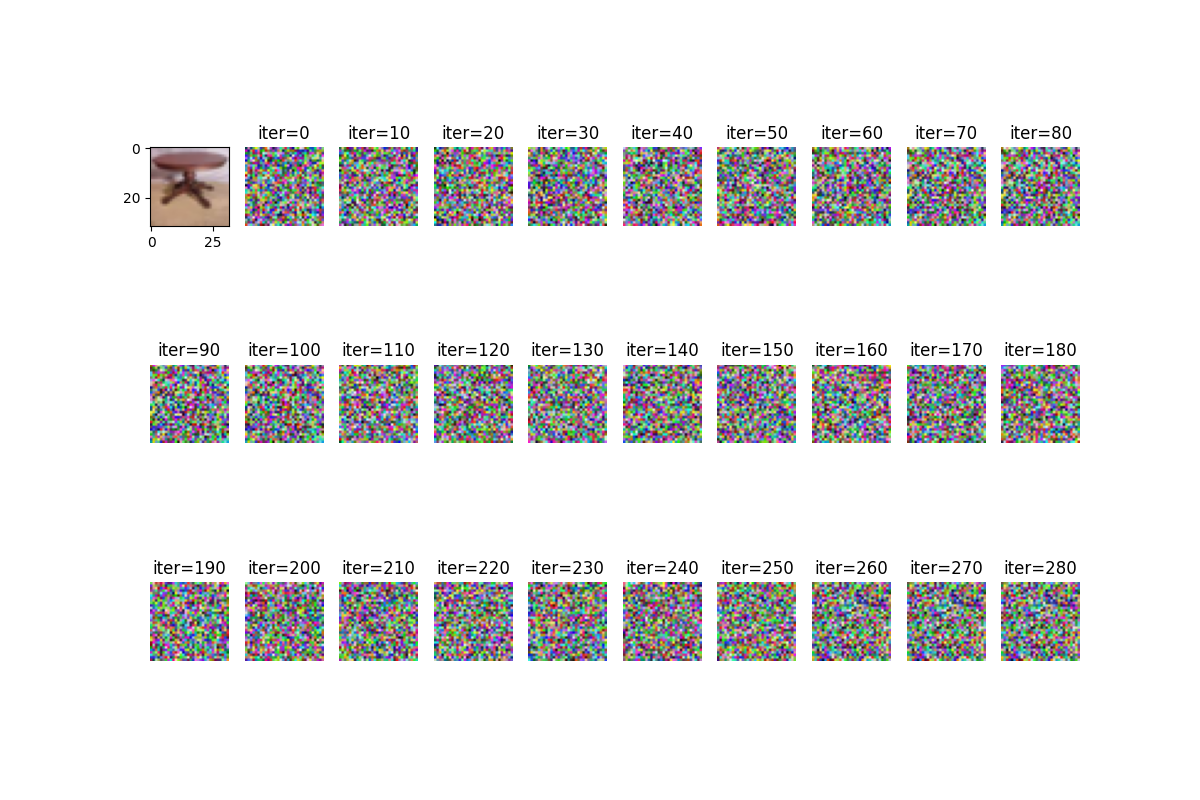 iter=0 iter=10 iter=20 iter=30 iter=40 iter=50 iter=60 iter=70 iter=80
0
20
0 25
iter=90 iter=100 iter=110 iter=120 iter=130 iter=140 iter=150 iter=160 iter=170 iter=180
iter=190 iter=200 iter=210 iter=220 iter=230 iter=240 iter=250 iter=260 iter=270 iter=280